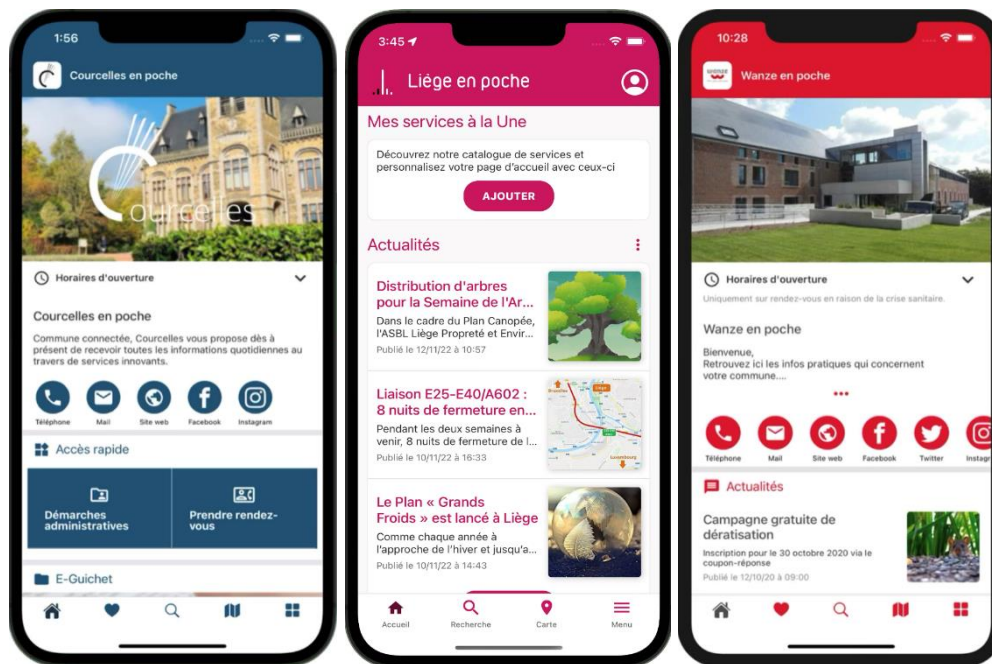 1:56
Courcelles en poche
Courcelles
Horaires d'ouverture
Courcelles en poche
Commune connectée, Courcelles vous propose dès à
présent de recevoir toutes les informations quotidiennes au
travers de services innovants.
Téléphone
Mail
Site web
Facebook
Instagram
Accès rapide
Démarches
administratives
Prendre rendez-
vous
E-Guichet
3:45
Liége en poche
Mes services à la Une
Découvrez notre catalogue de services et
personnalisez votre page d'accueil avec ceux-ci
AJOUTER
Actualités
Distribution d'arbres
pour la Semaine de l'Ar...
Dans le cadre du Plan Canopée,
l'ASBL Liège Propreté et Envir...
Publié le 12/11/22 à 10:57
Liaison E25-E40/A602 :
8 nuits de fermeture en...
Pendant les deux semaines à
venir, 8 nuits de fermeture de l...
Publié le 10/11/22 à 16:33
Bruxelles
Liège
Luxembourg
Le Plan « Grands
Froids » est lancé à Liège
Comme chaque année à
l'approche de l'hiver et jusqu'a...
Publié le 10/11/22 à 14:43
Accueil
Recherche
Carte
Menu
10:28
wanze
Wanze en poche
Horaires d'ouverture
Uniquement sur rendez-vous en raison de la crise sanitaire.
Wanze en poche
Bienvenue,
Retrouvez ici les infos pratiques qui concernent
votre commune....
Téléphone
Mail
Site web
Facebook
Twitter
Instagr
Actualités
Campagne gratuite de
dératisation
Inscription pour le 30 octobre 2020 via le
coupon-réponse
Publié le 12/10/20 à 09:00